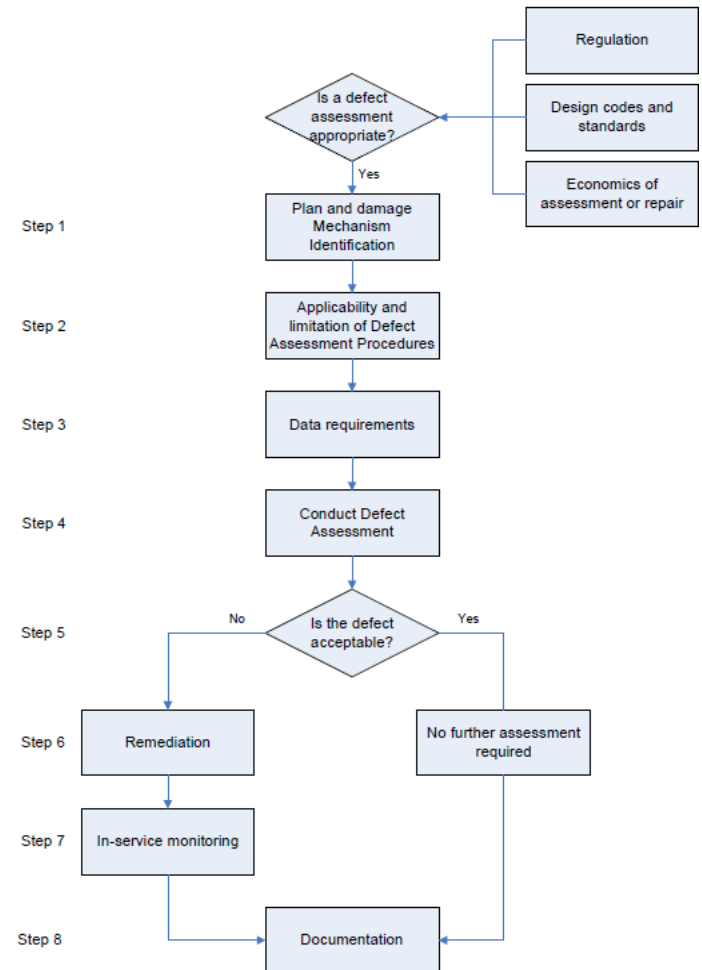 Regulation
Is a defect
assessment
appropriate?
Design codes and
standards
Yes
Economics of
assessment or repair
Step 1
Plan and damage
Mechanism
Identification
Step 2
Applicability and
limitation of Defect
Assessment Procedures
Step 3
Data requirements
Step 4
Conduct Defect
Assessment
No
Yes
Step 5
Is the defect
acceptable?
Step 6
Remediation
No further assessment
required
Step 7
In-service monitoring
Step 8
Documentation